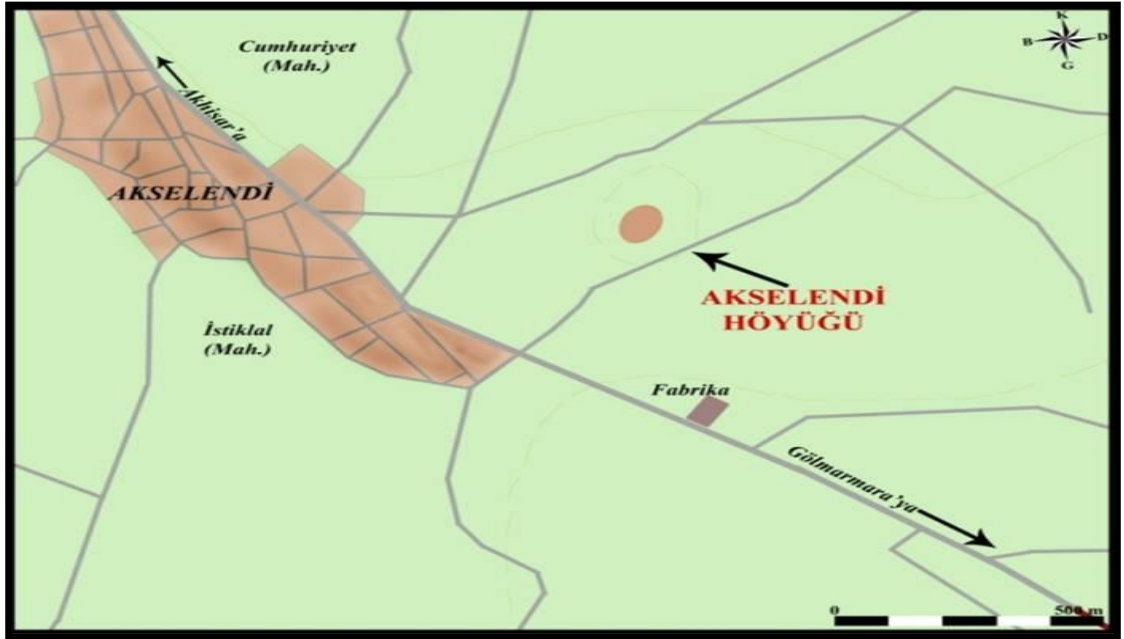 Cumhuriyet
(Mah.)
K
B
D
G
Akhisar'a
AKSELENDİ
AKSELENDİ
HÖYÜĞÜ
İstiklal
(Mah.)
Fabrika
Gölmarmara'ya
0
500 m